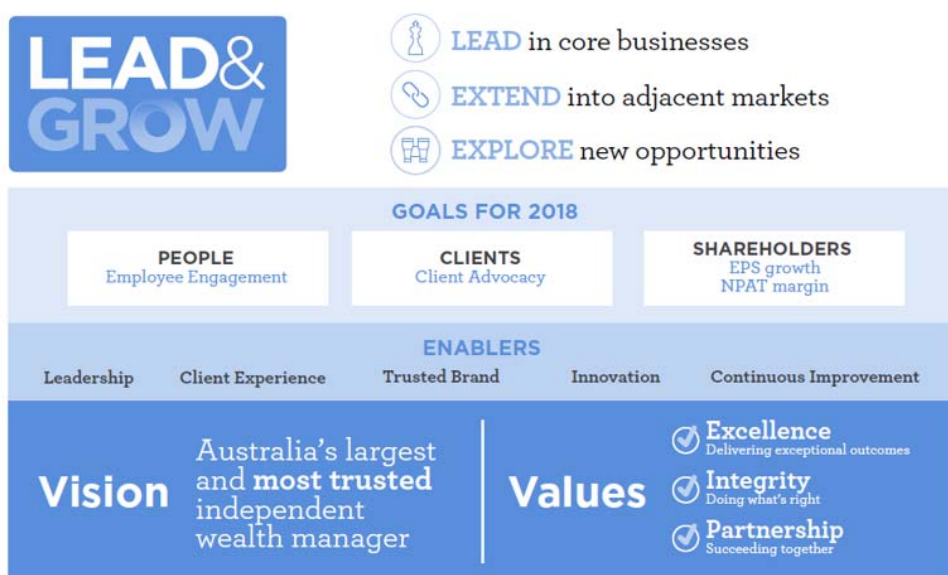 LEAD&
GROW
LEAD in core businesses
EXTEND into adjacent markets
EXPLORE new opportunities
GOALS FOR 2018
PEOPLE
Employee Engagement
CLIENTS
Client Advocacy
SHAREHOLDERS
EPS growth
NPAT margin
ENABLERS
Leadership Client Experience Trusted Brand Innovation Continuous Improvement
Vision
Australia's largest
and most trusted
independent
wealth manager
Values
Excellence
Delivering exceptional outcomes
Integrity
Doing what's right
Partnership
Succeeding together